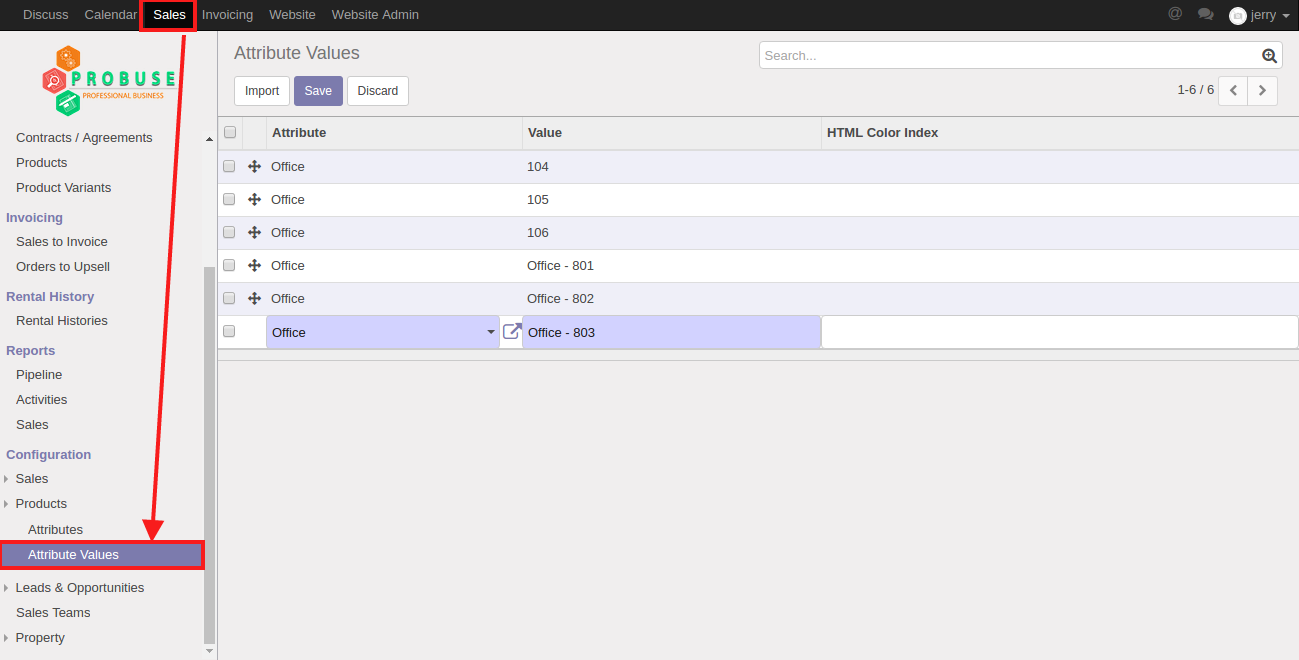 Discuss Calendar Sales Invoicing Website Website Admin @ jerry
PROBUSE
PROFESSIONAL BUSINESS
Contracts / Agreements
Products
Product Variants
Invoicing
Sales to Invoice
Orders to Upsell
Rental History
Rental Histories
Reports
Pipeline
Activities
Sales
Configuration
Sales
Products
Attributes
Attribute Values
Leads & Opportunities
Sales Teams
Property
Attribute Values
Search...
Import Save Discard
1-6 / 6
Attribute Value HTML Color Index
Office 104
Office 105
Office 106
Office Office - 801
Office Office - 802
Office Office - 803